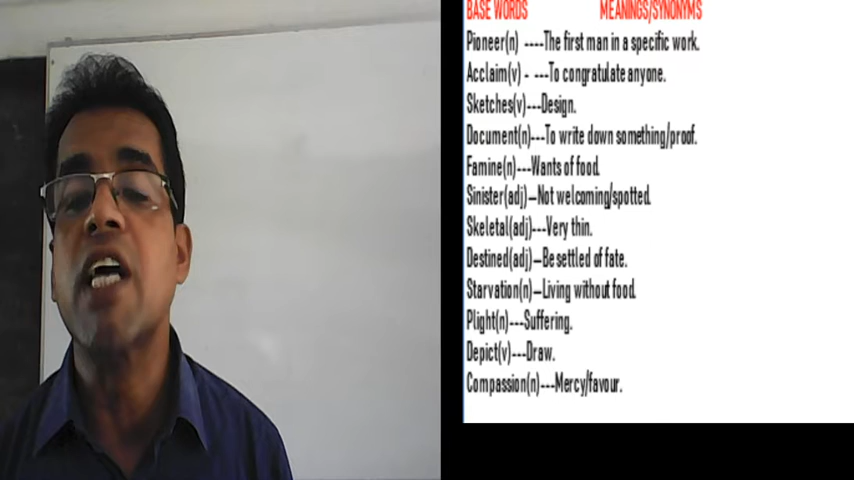 BASE WORDS MEANINGS/SYNONYMS
Pioneer(n) ----The first man in a specific work.
Acclaim(v) - ---To congratulate anyone.
Sketches(v)---Design.
Document(n)---To write down something/proof.
Famine(n)---Wants of food.
Sinister(adj)—Not welcoming/spotted.
Skeletal(adj)---Very thin.
Destined(adj)—Be settled of fate.
Starvation(n)—Living without food.
Plight(n)---Suffering.
Depict(v)---Draw.
Compassion(n)---Mercy/favour.